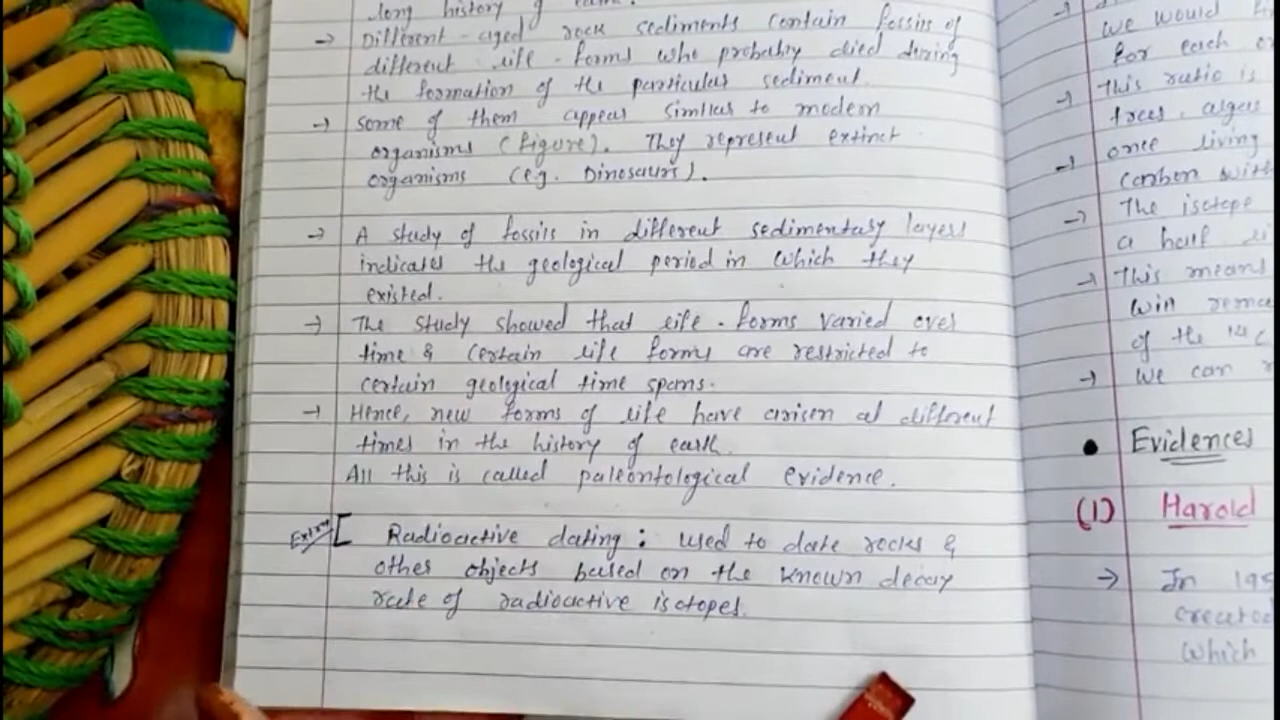 long history of earth.
→ Different-aged rock sediments contain fossils of
different life-forms who probably died during
the formation of the particular sediment.
→ Some of them appear similar to modern
organisms (figure). They represent extinct
organisms (e.g. Dinosaurs).
→ A study of fossils in different sedimentary layers
indicates the geological period in which they
existed.
→ The study showed that life-forms varied over
time & certain life forms are restricted to
certain geological time spans.
→ Hence, new forms of life have arisen at different
times in the history of earth.
All this is called paleontological evidence.
Extra [ Radioactive dating: used to date rocks &
other objects based on the known decay
rate of radioactive isotopes.
we would
for each
→ This ratio is
trees, algae
→ once living
carbon with
→ The isotope
a half
→ This means
will
of the 14C
→ we can
• Evidences
(1) Harold
→ In
which